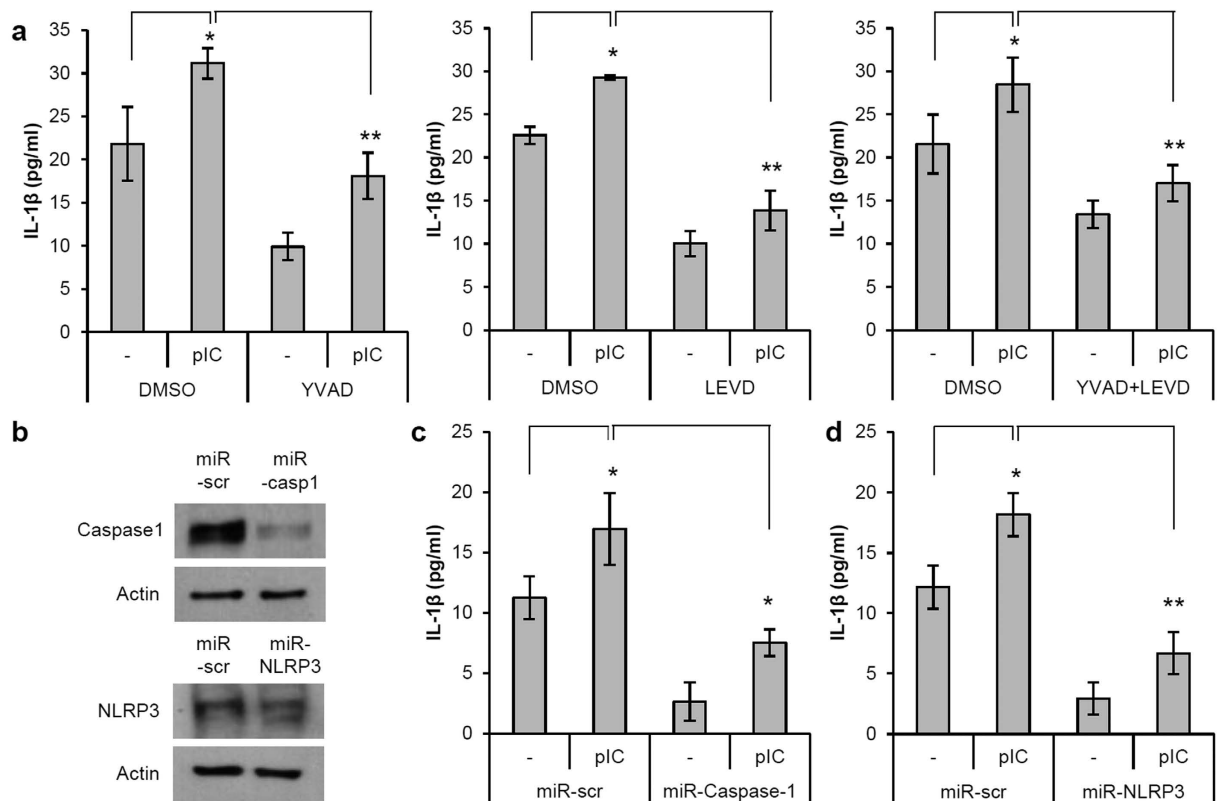 a
IL-1β (pg/ml)
35
30
25
20
15
10
5
0
*
**
- pIC - pIC
DMSO YVAD
IL-1β (pg/ml)
35
30
25
20
15
10
5
0
*
**
- pIC - pIC
DMSO LEVD
IL-1β (pg/ml)
35
30
25
20
15
10
5
0
*
**
- pIC - pIC
DMSO YVAD+LEVD
b
miR miR
-scr -casp1
Caspase1
Actin
miR miR-
-scr NLRP3
NLRP3
Actin
c
IL-1β (pg/ml)
25
20
15
10
5
0
*
*
- pIC - pIC
miR-scr miR-Caspase-1
d
IL-1β (pg/ml)
25
20
15
10
5
0
*
**
- pIC - pIC
miR-scr miR-NLRP3